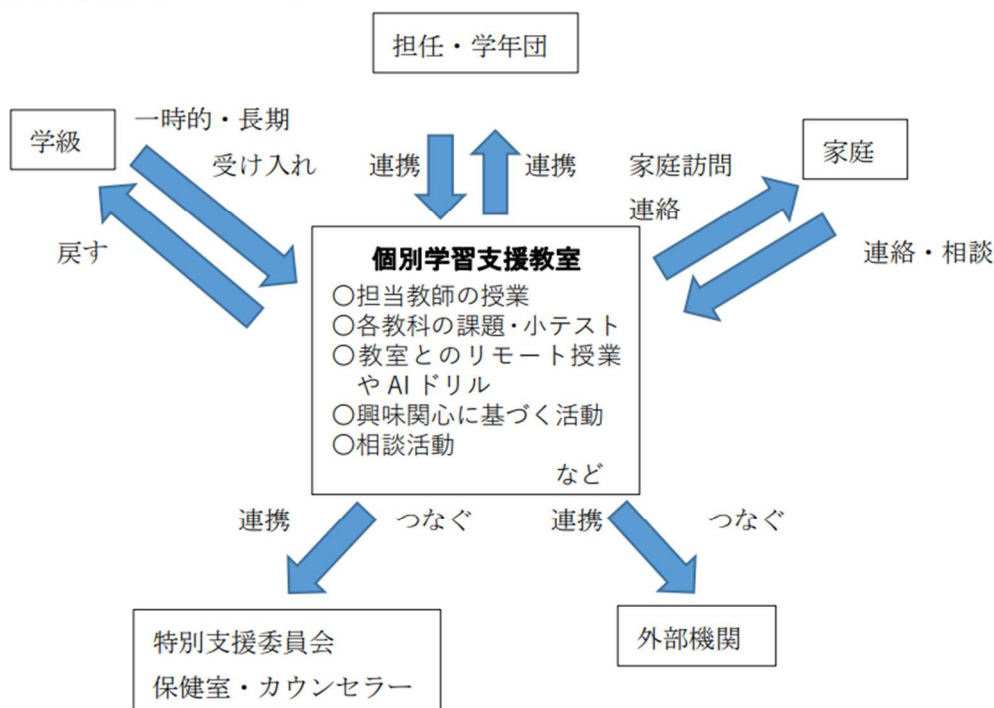 担任・学年団
学級
一時的・長期
受け入れ
戻す
連携
連携
家庭訪問
連絡
家庭
連絡・相談
個別学習支援教室
○担当教師の授業
○各教科の課題・小テスト
○教室とのリモート授業
や AI ドリル
○興味関心に基づく活動
○相談活動
など
連携
つなぐ
連携
つなぐ
特別支援委員会
保健室・カウンセラー
外部機関